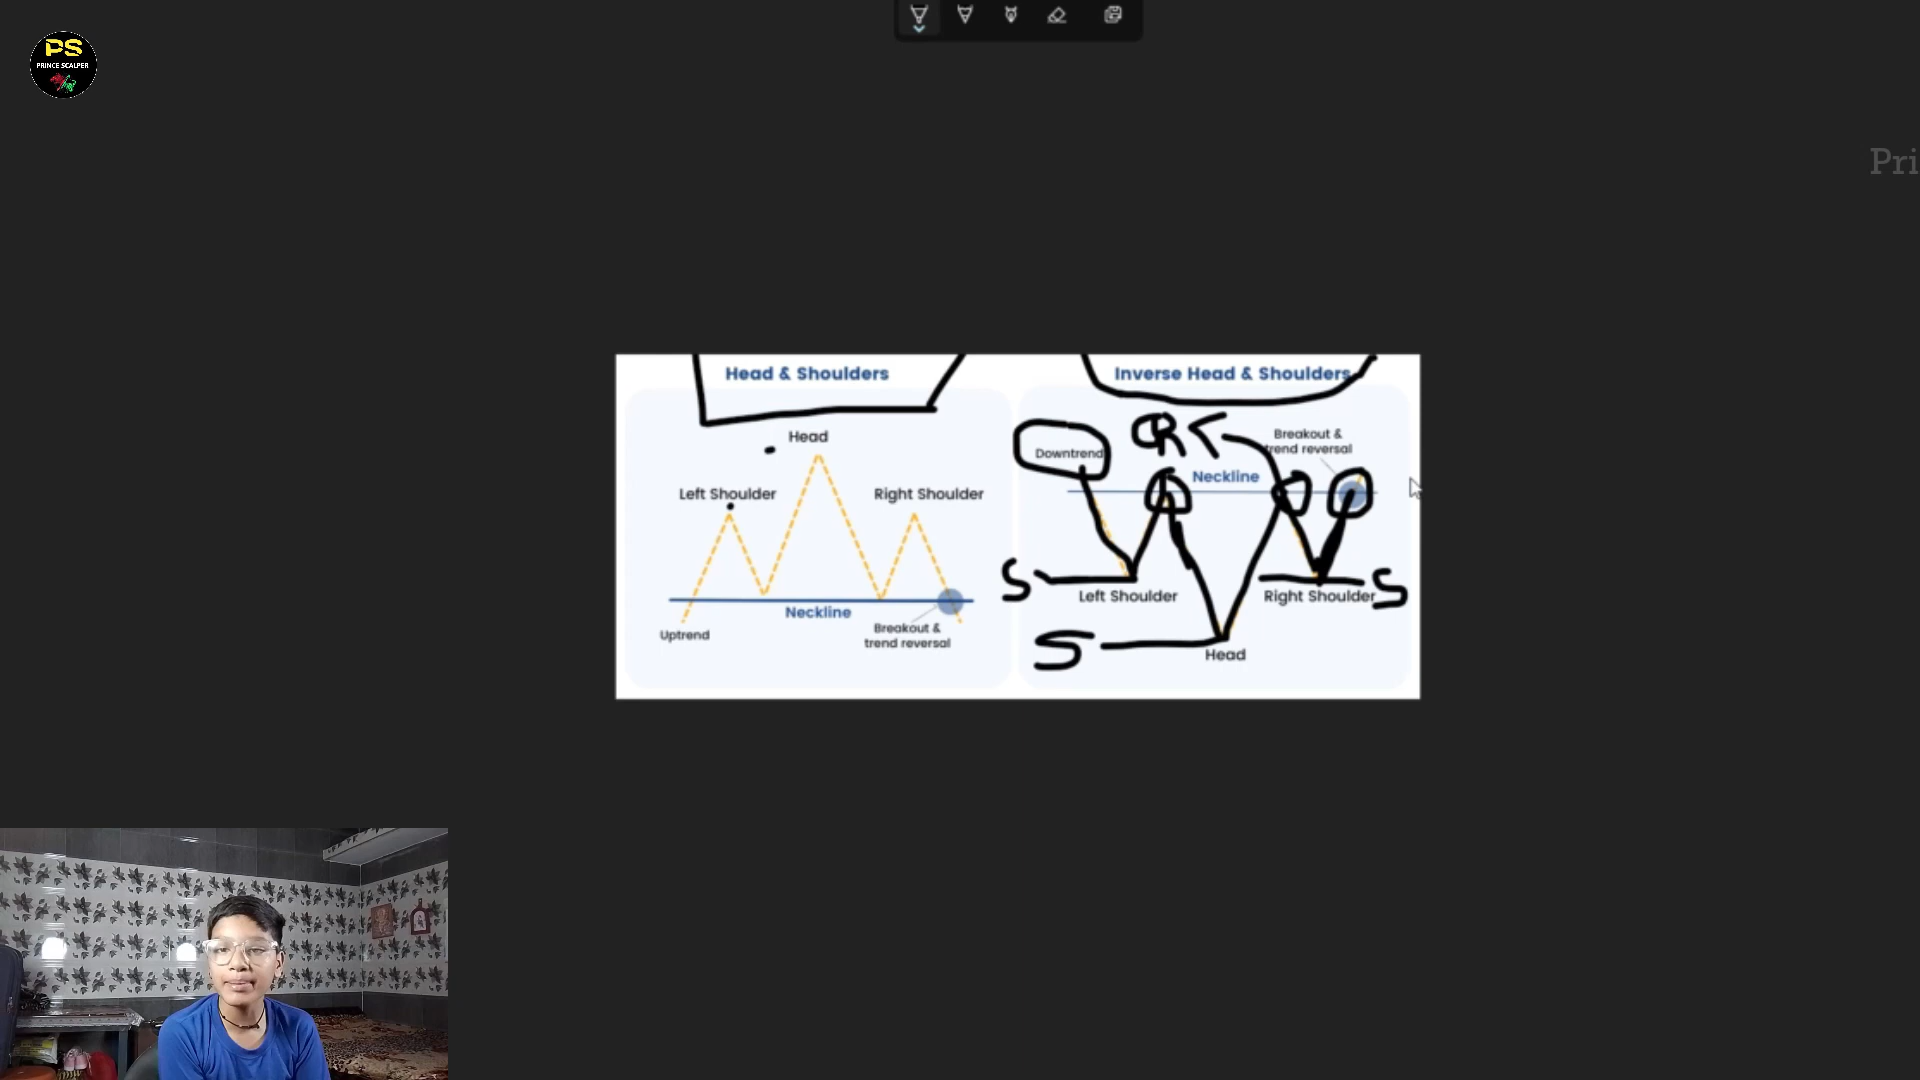 PS
PRINCE SCALPER
Pri
Head & Shoulders
Head
Left Shoulder
Right Shoulder
Neckline
Uptrend
Breakout &
trend reversal
Inverse Head & Shoulders
R
Downtrend
Breakout &
trend reversal
Neckline
S
Left Shoulder
Right Shoulder
S
S
Head